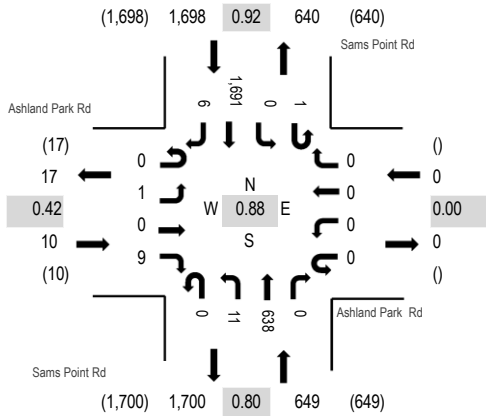 (1,698) 1,698 0.92 640 (640)
Sams Point Rd
6 1,691 0 1
Ashland Park Rd
(17) ()
17 0 0 0
1 N 0
0.42 W 0.88 E 0.00
0 0
10 S 0
9 0
(10) ()
0 11 638 0
Ashland Park Rd
Sams Point Rd
(1,700) 1,700 0.80 649 (649)